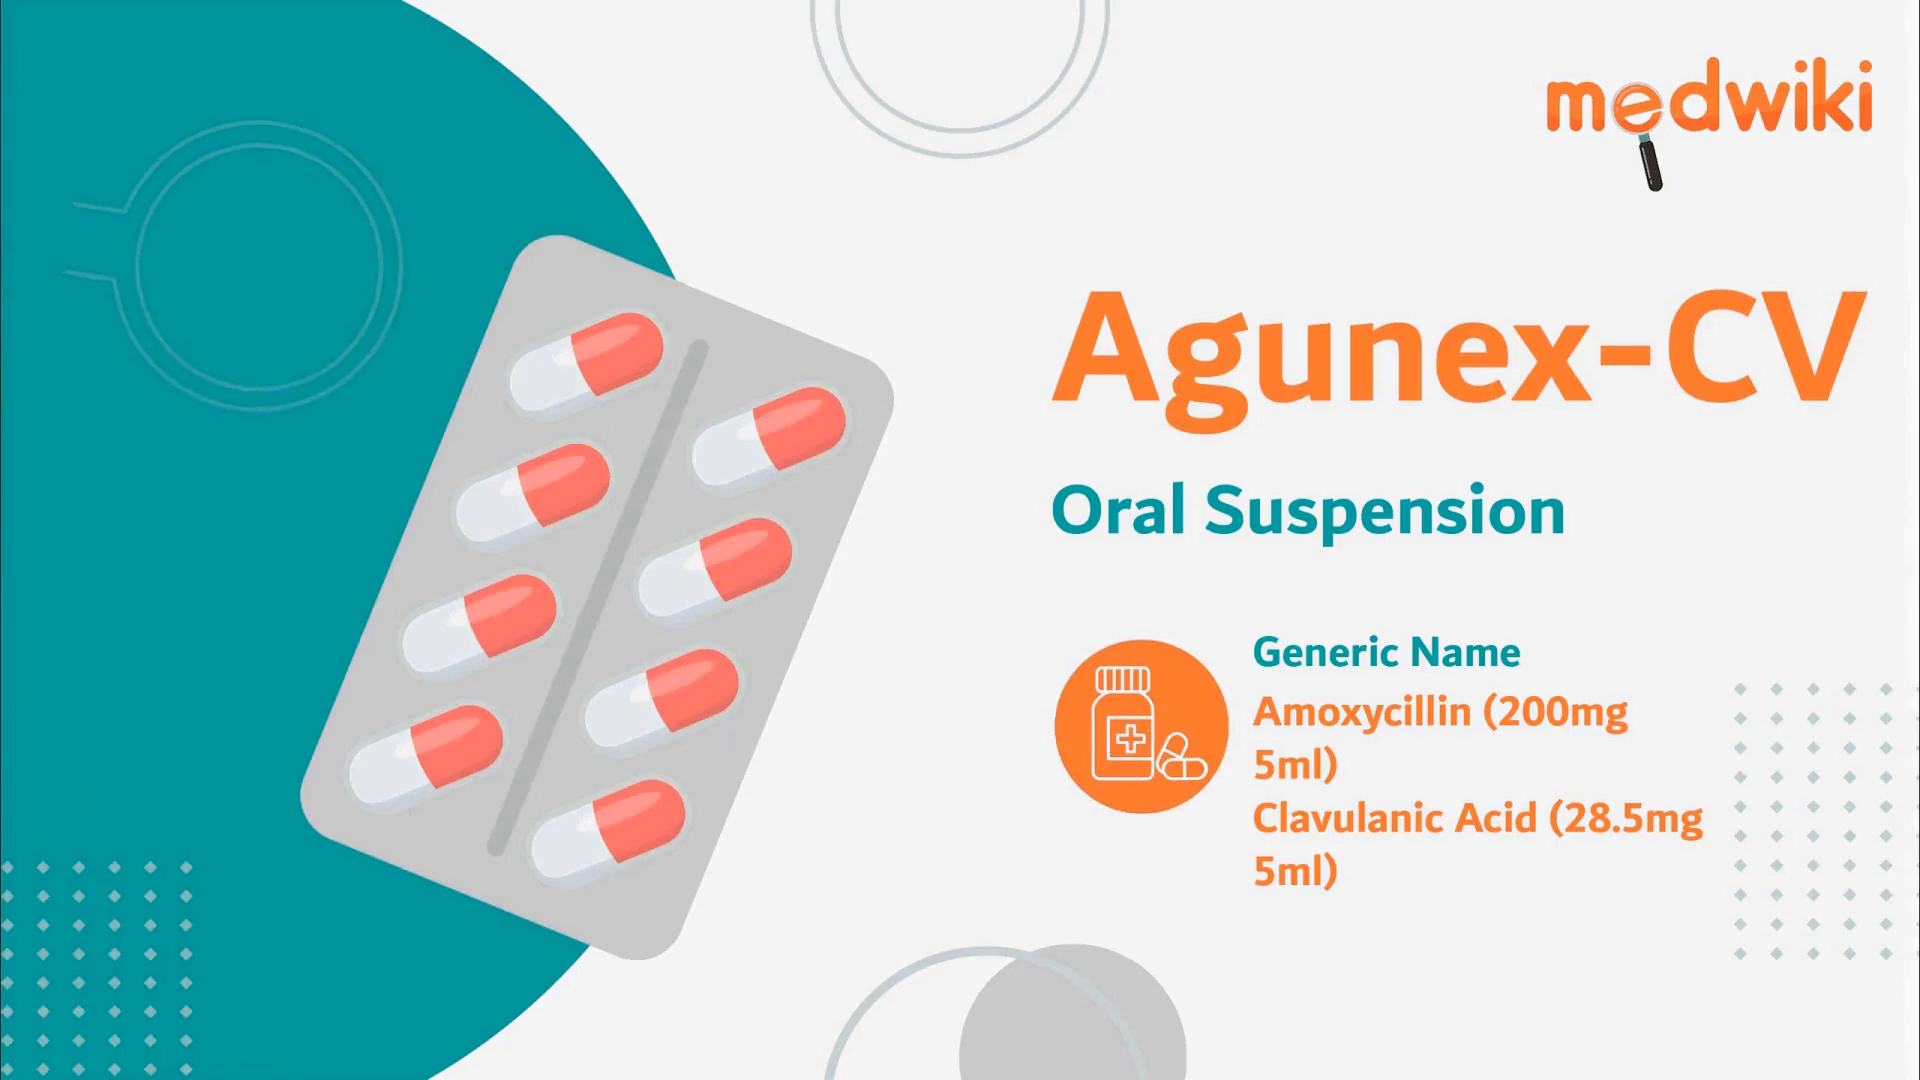 medwiki
Agunex-CV
Oral Suspension
Generic Name
Amoxycillin (200mg
5ml)
Clavulanic Acid (28.5mg
5ml)